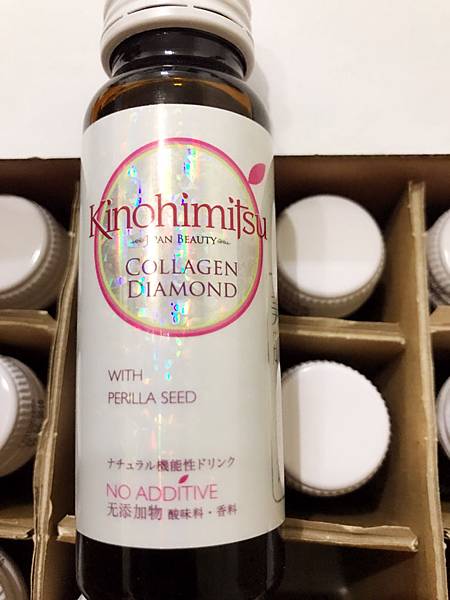 Kinohimitsu
JAPAN BEAUTY
COLLAGEN
DIAMOND
WITH
PERILLA SEED
ナチュラル機能性ドリンク
NO ADDITIVE
无添加物 酸味料・香料